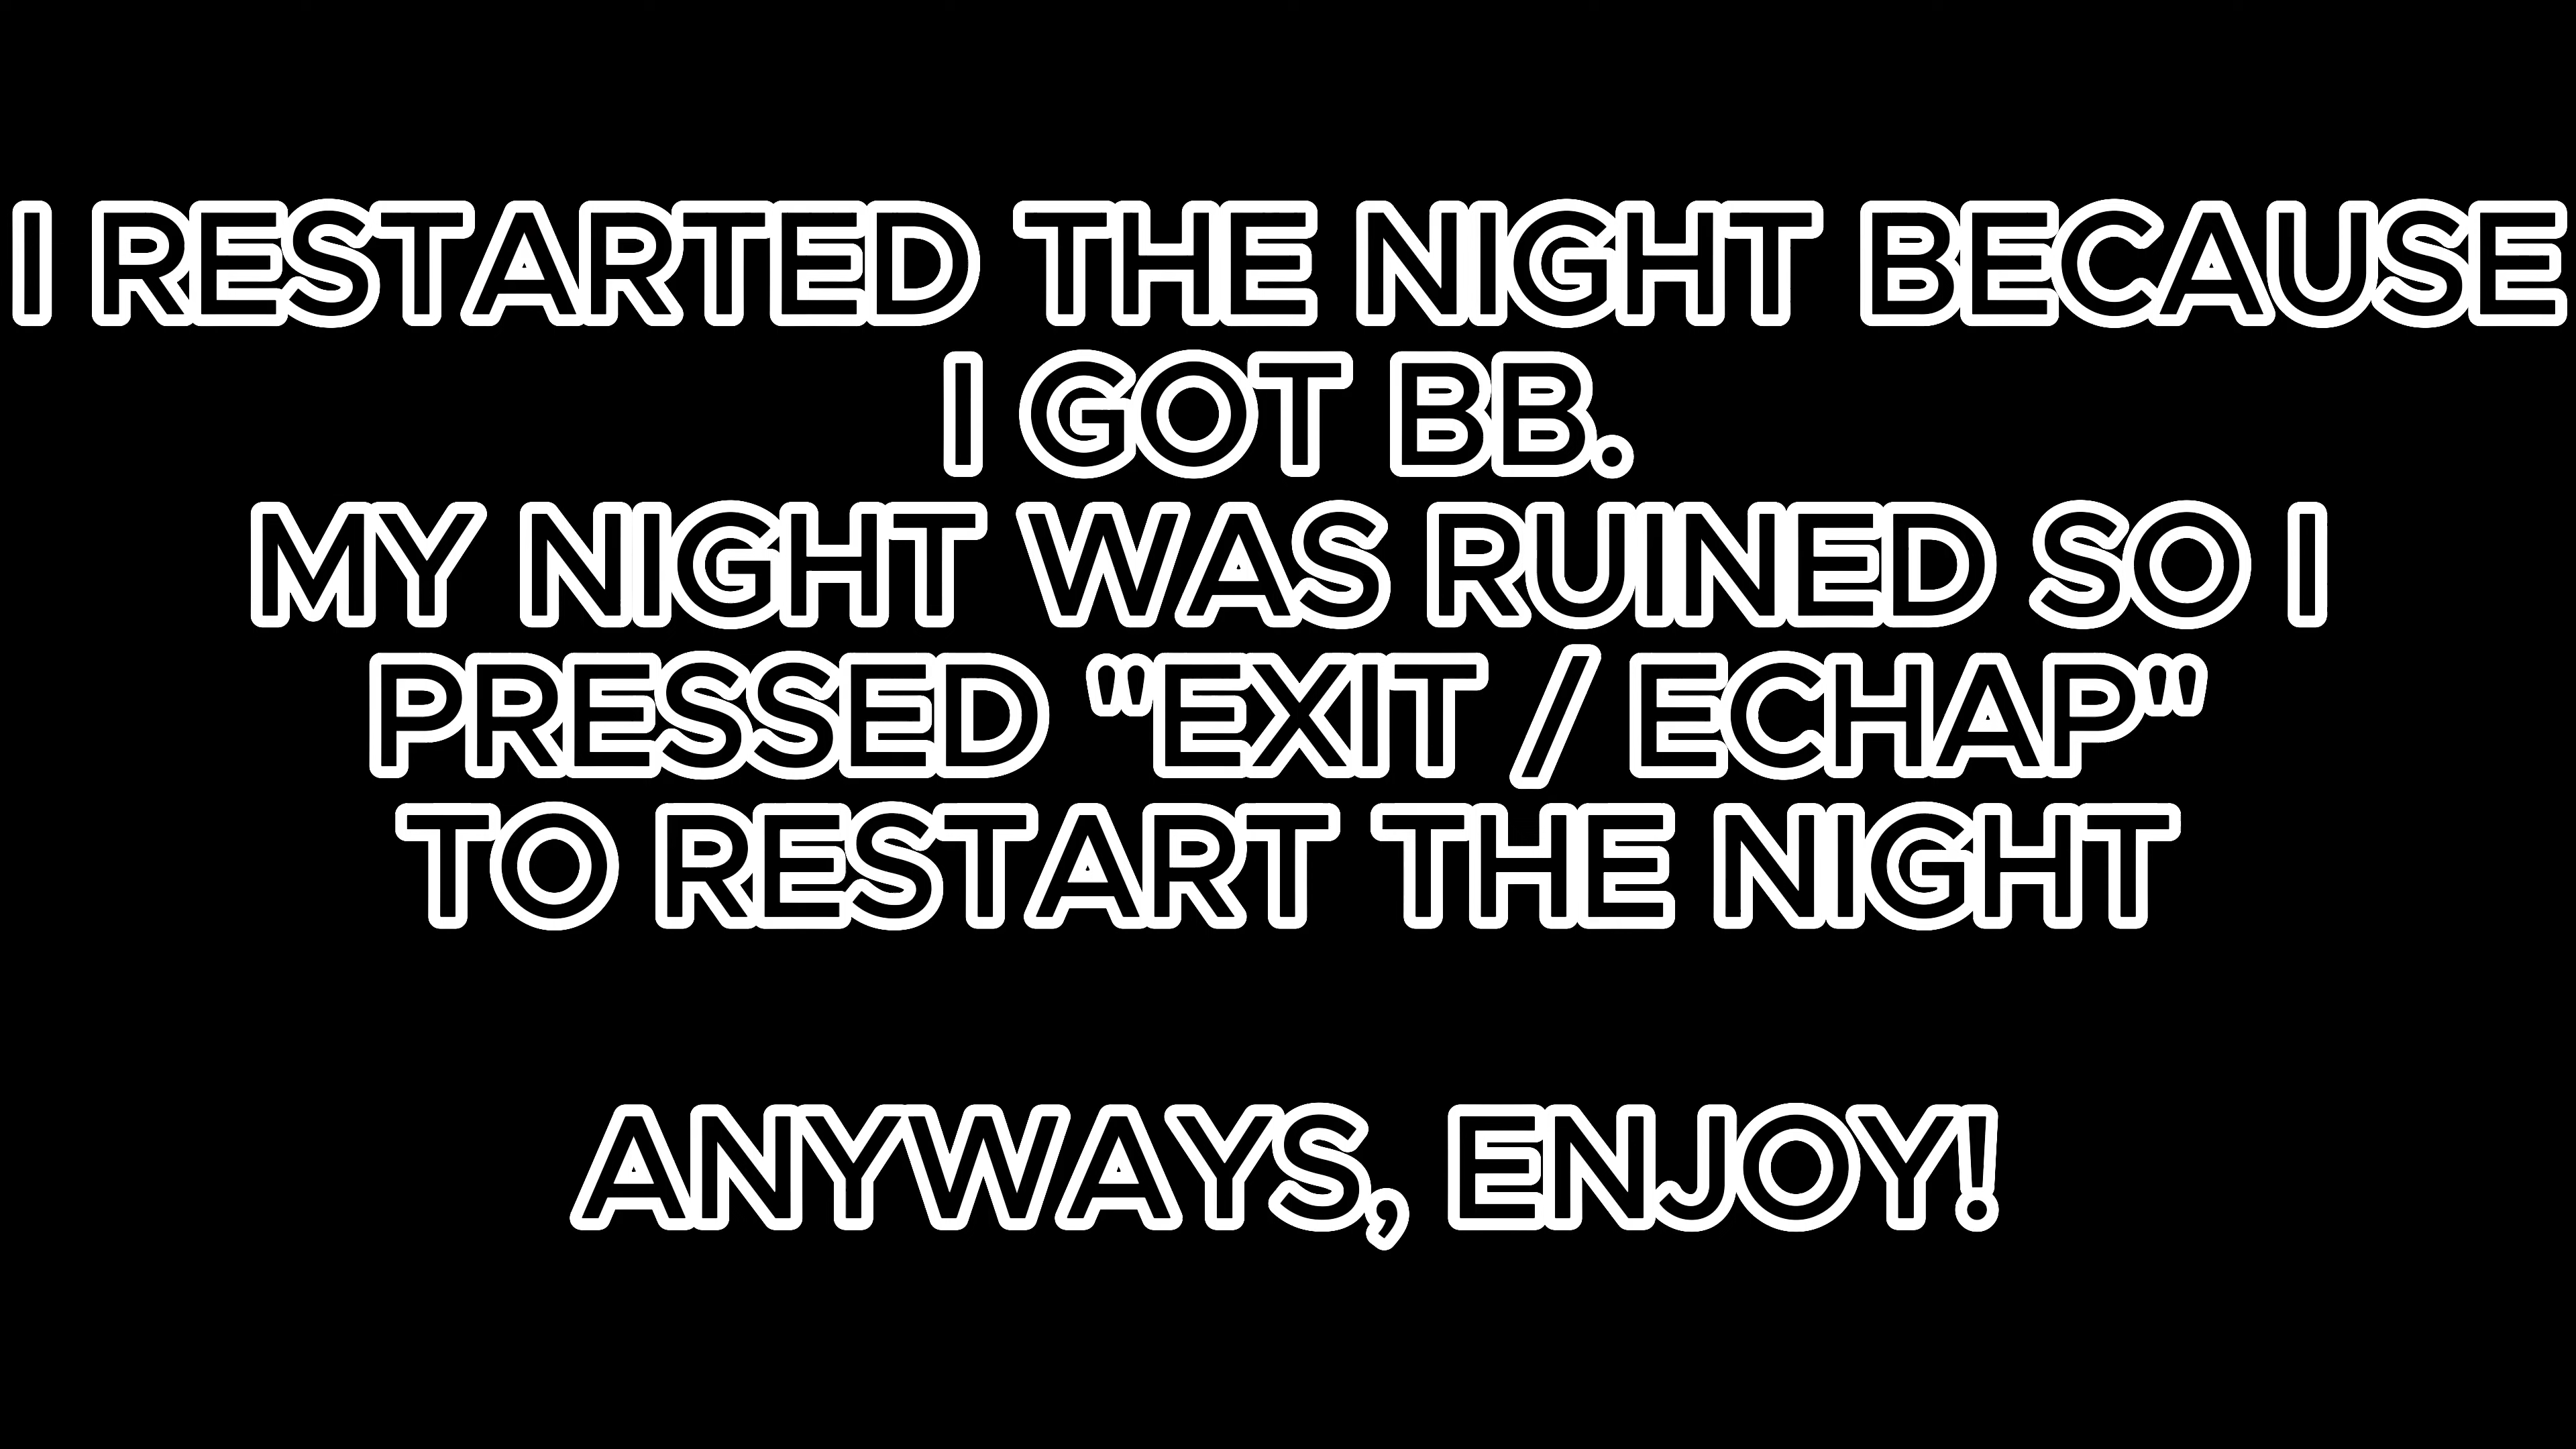 I RESTARTED THE NIGHT BECAUSE
I GOT BB.
MY NIGHT WAS RUINED SO I
PRESSED "EXIT / ECHAP"
TO RESTART THE NIGHT
ANYWAYS, ENJOY!